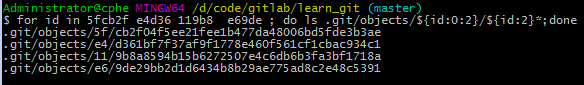 Administrator@cphe MINGW64 /d/code/gitlab/learn_git (master)
$ for id in 5fcb2f e4d36 119b8  e69de ; do ls .git/objects/${id:0:2}/${id:2}*;done
.git/objects/5f/cb2f04f5ee21fee1b477da48006bd5fde3b3ae
.git/objects/e4/d361bf7f37af9f1778e460f561cf1cbac934c1
.git/objects/11/9b8a8594b15b6272507e4c6db6b3fa3bf1718a
.git/objects/e6/9de29bb2d1d6434b8b29ae775ad8c2e48c5391